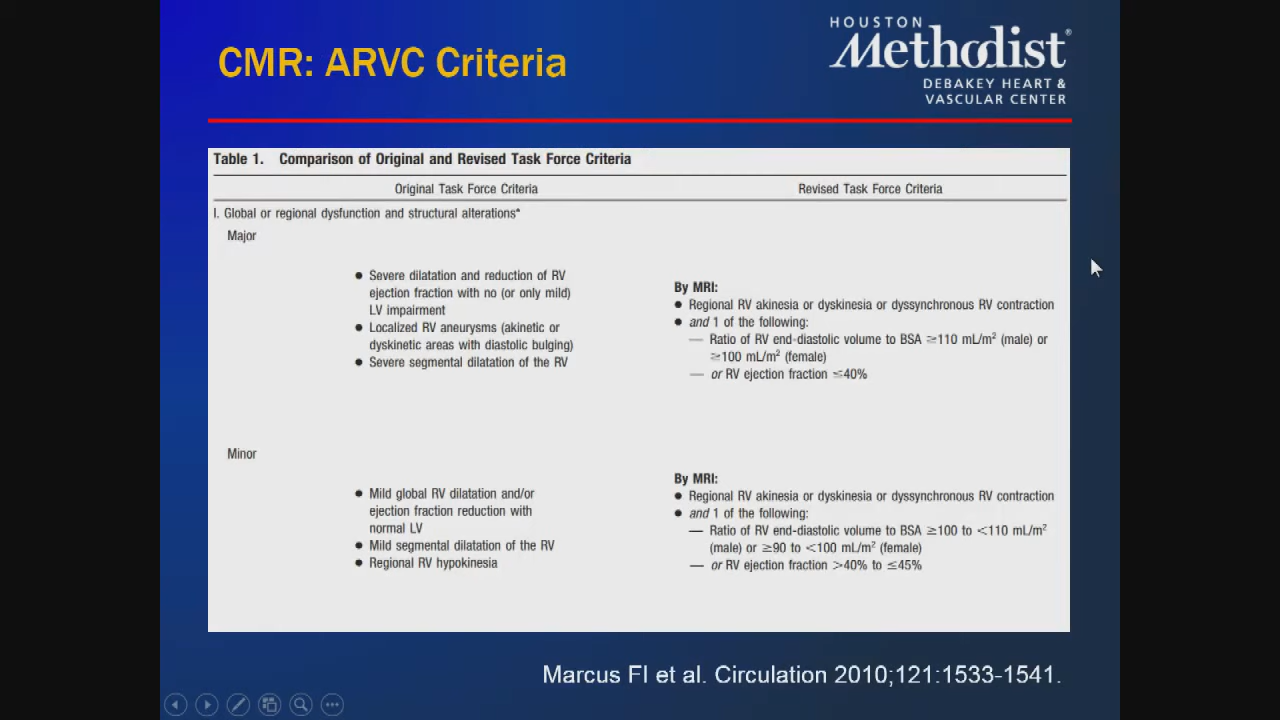 CMR: ARVC Criteria
HOUSTON
Methodist®
DEBAKEY HEART &
VASCULAR CENTER
Table 1. Comparison of Original and Revised Task Force Criteria
Original Task Force Criteria
Revised Task Force Criteria
I. Global or regional dysfunction and structural alterations*
Major
● Severe dilatation and reduction of RV
ejection fraction with no (or only mild)
LV impairment
● Localized RV aneurysms (akinetic or
dyskinetic areas with diastolic bulging)
● Severe segmental dilatation of the RV
By MRI:
● Regional RV akinesia or dyskinesia or dyssynchronous RV contraction
● and 1 of the following:
— Ratio of RV end-diastolic volume to BSA ≥110 mL/m² (male) or
≥100 mL/m² (female)
— or RV ejection fraction ≤40%
Minor
● Mild global RV dilatation and/or
ejection fraction reduction with
normal LV
● Mild segmental dilatation of the RV
● Regional RV hypokinesia
By MRI:
● Regional RV akinesia or dyskinesia or dyssynchronous RV contraction
● and 1 of the following:
— Ratio of RV end-diastolic volume to BSA ≥100 to <110 mL/m²
(male) or ≥90 to <100 mL/m² (female)
— or RV ejection fraction >40% to ≤45%
Marcus FI et al. Circulation 2010;121:1533-1541.